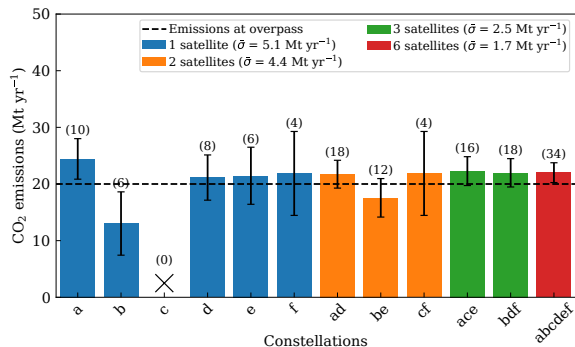 Emissions at overpass
1 satellite (σ̄ = 5.1 Mt yr⁻¹)
2 satellites (σ̄ = 4.4 Mt yr⁻¹)
3 satellites (σ̄ = 2.5 Mt yr⁻¹)
6 satellites (σ̄ = 1.7 Mt yr⁻¹)
CO₂ emissions (Mt yr⁻¹)
50
40
30
20
10
0
(10)
(6)
(0)
(8)
(6)
(4)
(18)
(12)
(4)
(16)
(18)
(34)
a
b
c
d
e
f
ad
be
cf
ace
bdf
abcdef
Constellations